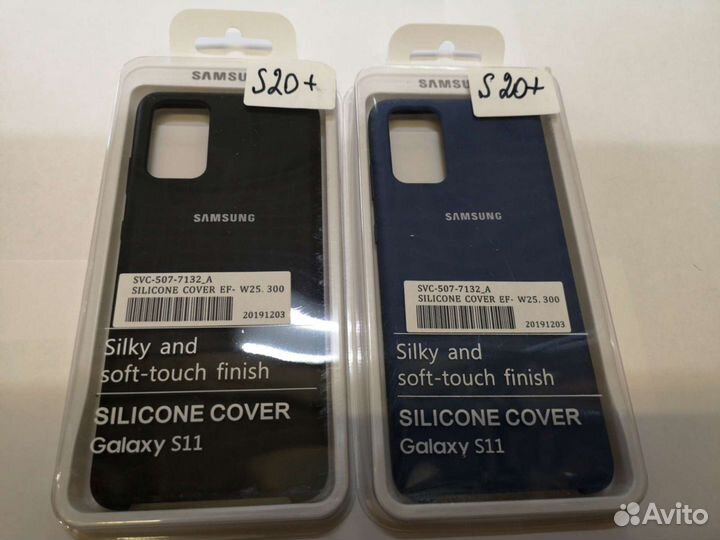 SAMSU
S20+
SAMSUNG
SVC-507-7132_A
SILICONE COVER EF- W25. 300
20191203
Silky and
soft-touch finish
SILICONE COVER
Galaxy S11
SAMSU
S20+
SAMSUNG
SVC-507-7132_A
SILICONE COVER EF- W25. 300
20191203
Silky and
soft-touch finish
SILICONE COVER
Galaxy S11
Avito